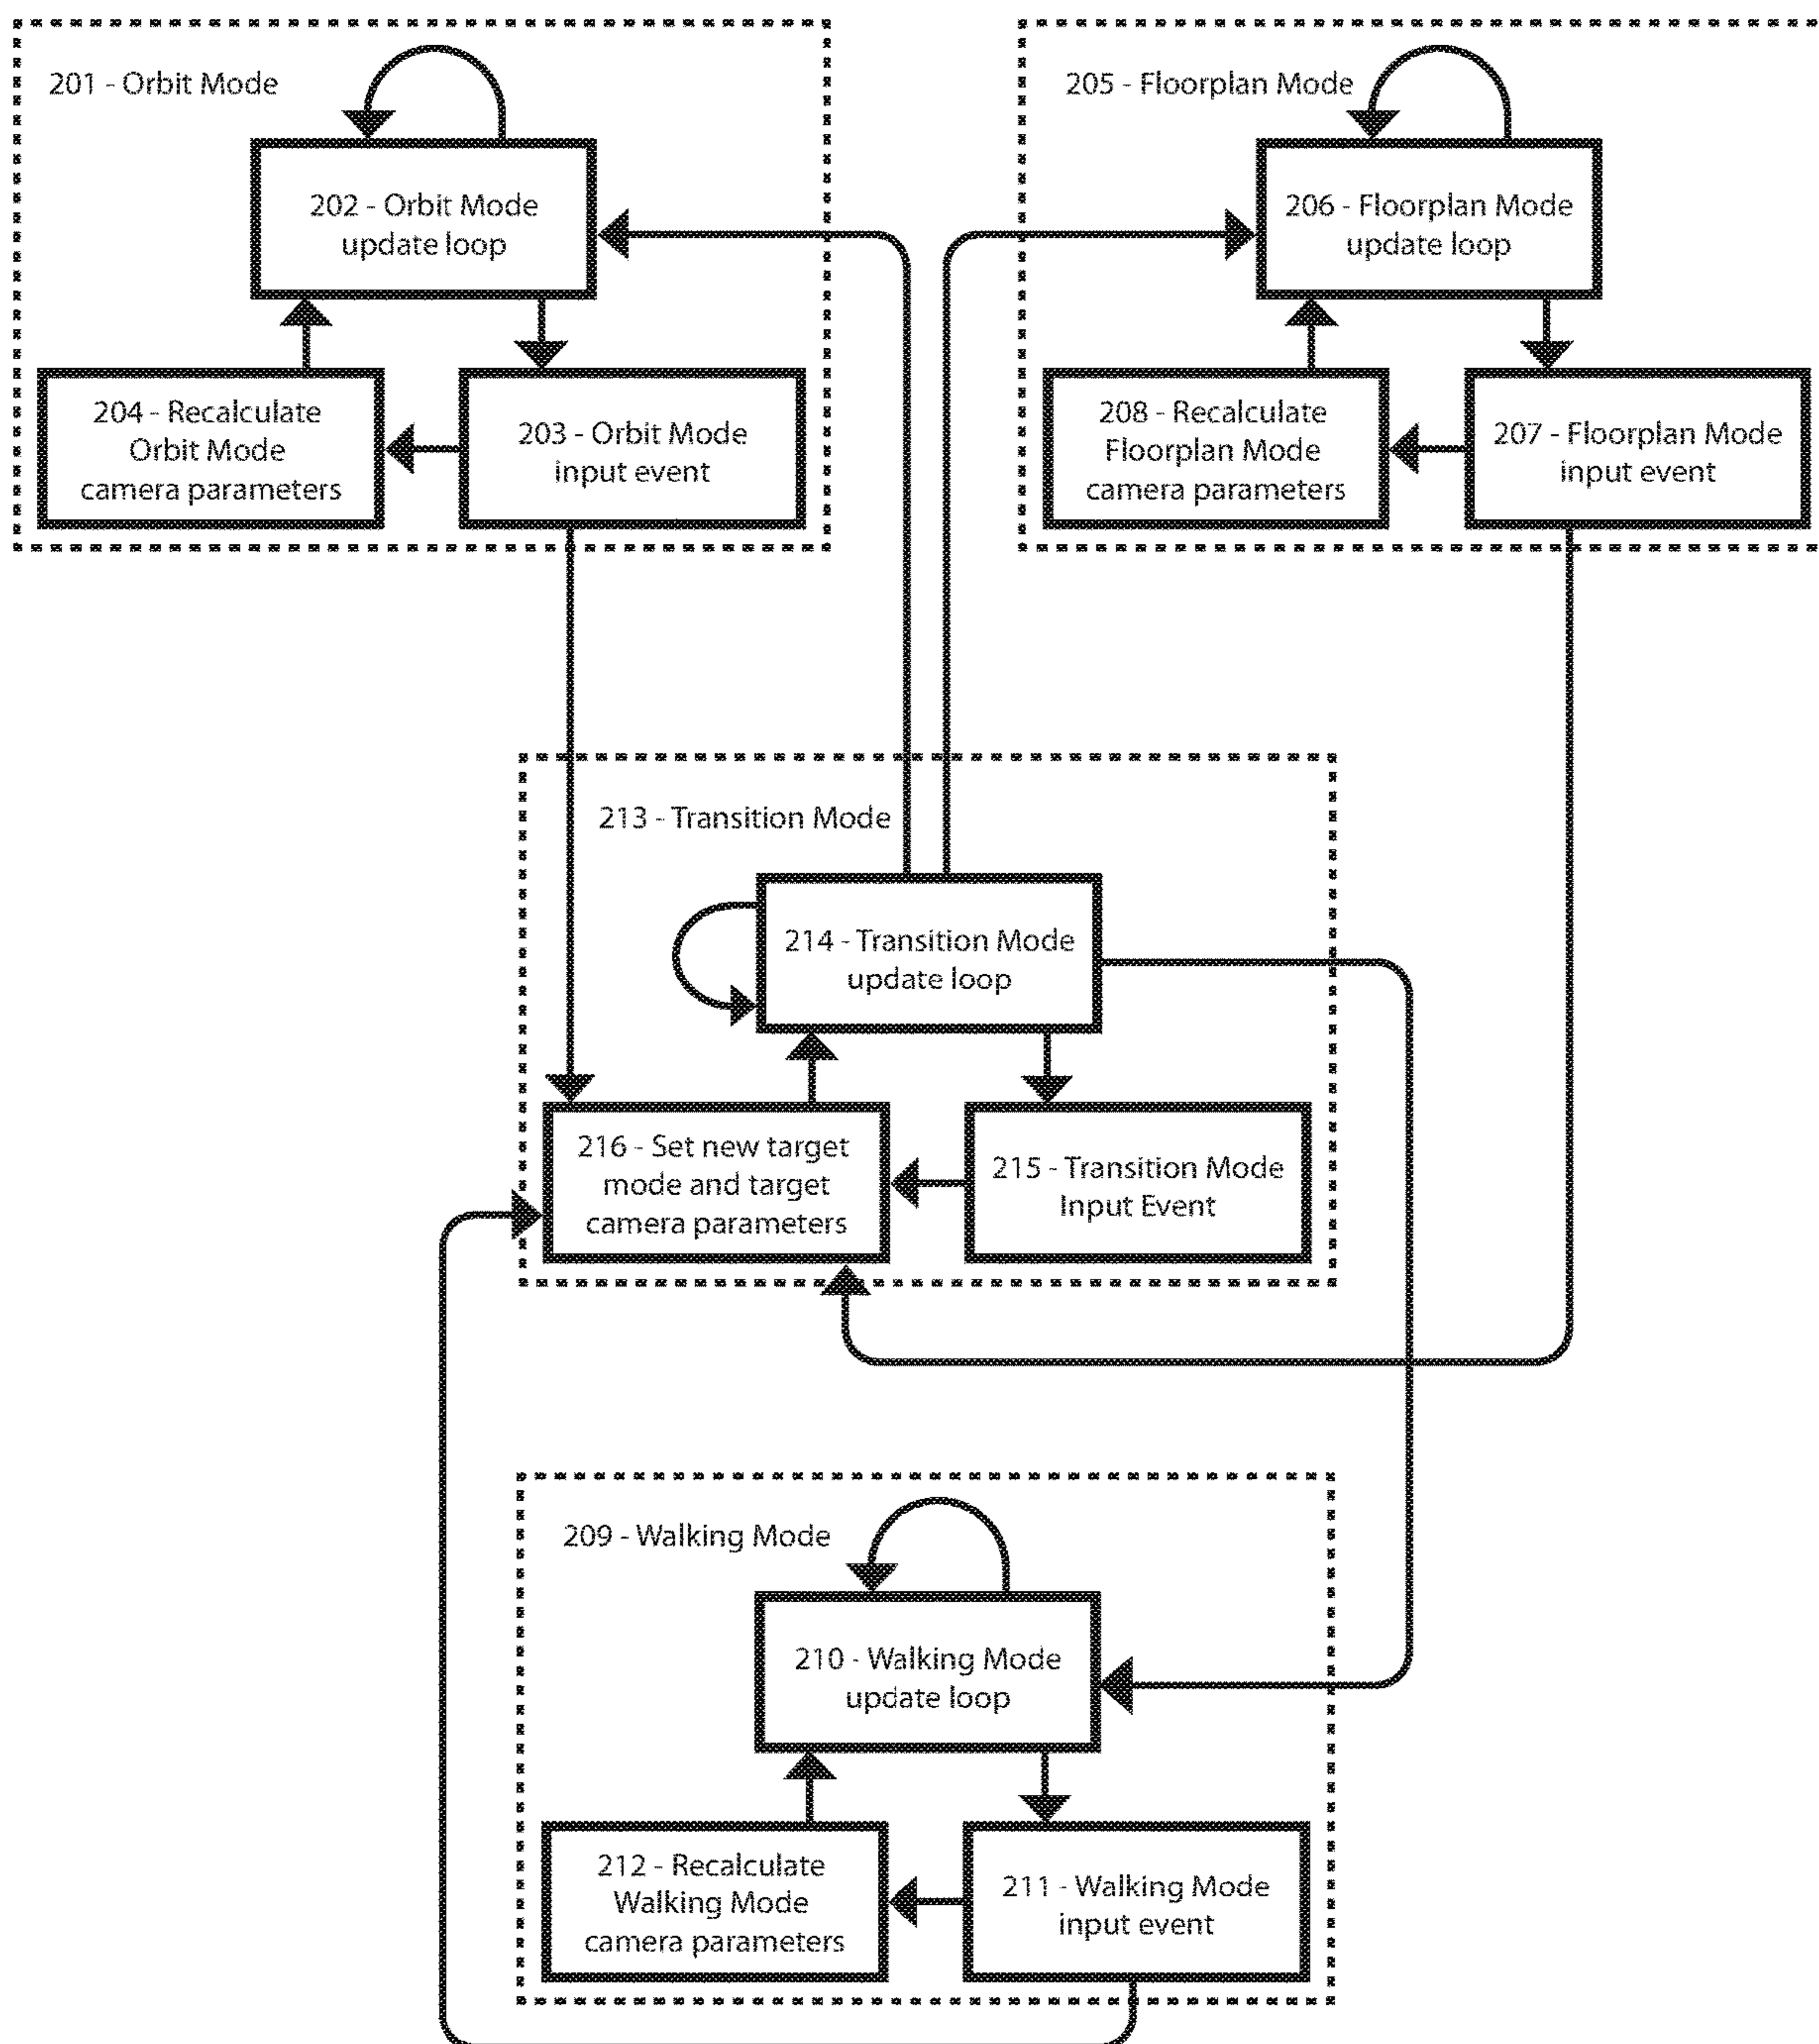 201 - Orbit Mode
202 - Orbit Mode
update loop
204 - Recalculate
Orbit Mode
camera parameters
203 - Orbit Mode
input event
205 - Floorplan Mode
206 - Floorplan Mode
update loop
208 - Recalculate
Floorplan Mode
camera parameters
207 - Floorplan Mode
input event
213 - Transition Mode
214 - Transition Mode
update loop
216 - Set new target
mode and target
camera parameters
215 - Transition Mode
Input Event
209 - Walking Mode
210 - Walking Mode
update loop
212 - Recalculate
Walking Mode
camera parameters
211 - Walking Mode
input event